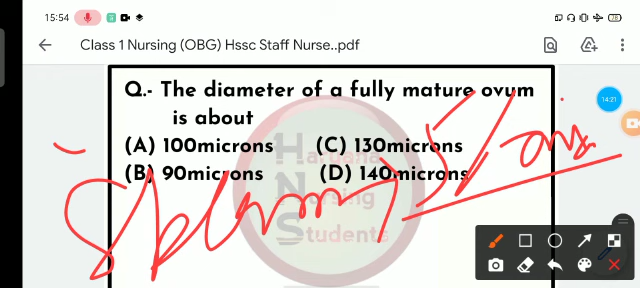 15:54
78
Class 1 Nursing (OBG) Hssc Staff Nurse..pdf
14:21
Q.- The diameter of a fully mature ovum
is about
(A) 100microns (C) 130microns
(B) 90microns (D) 140microns
Haryana
Nursing
Students